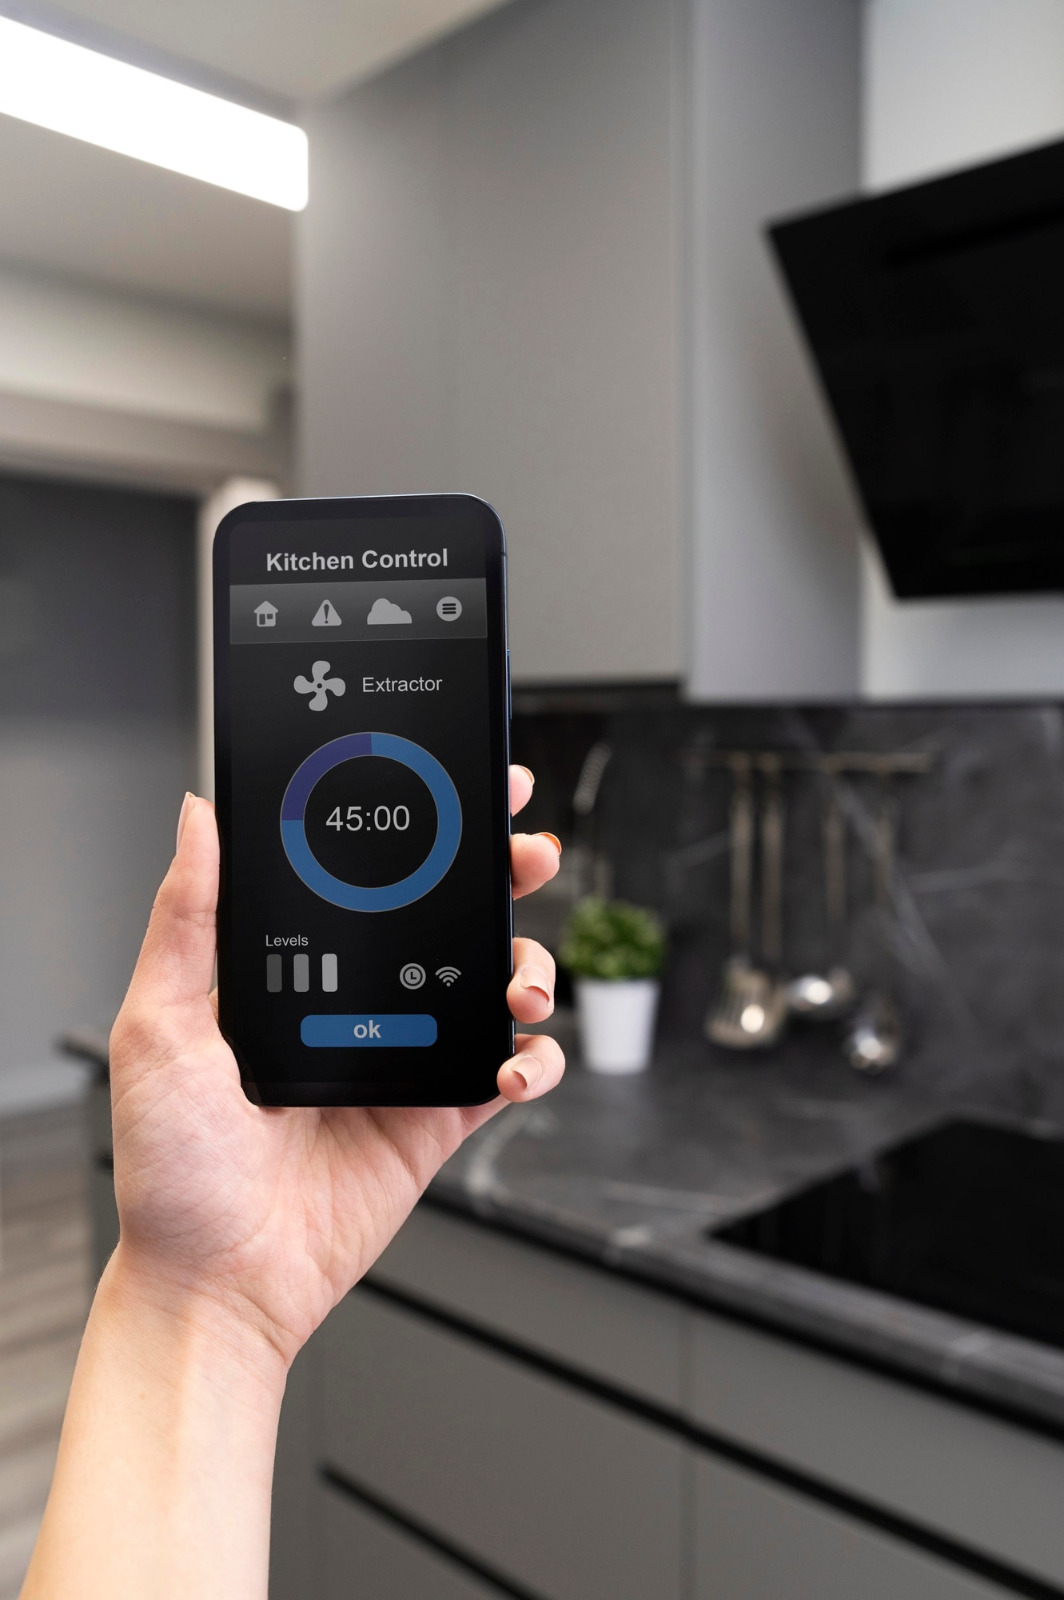 Kitchen Control
Extractor
45:00
Levels
L
ok